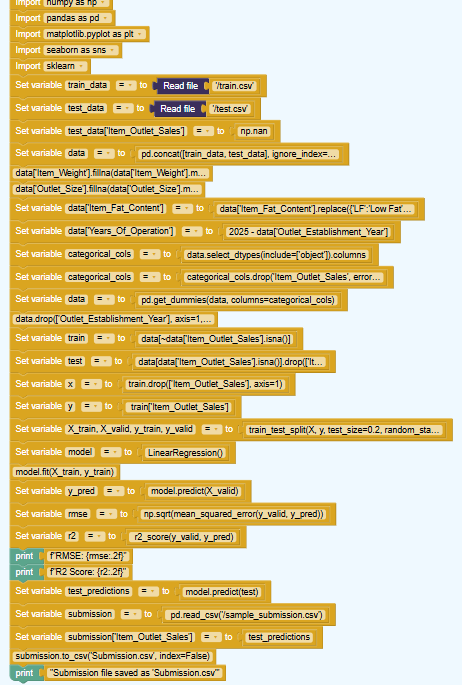 Import numpy as np
Import pandas as pd
Import matplotlib.pyplot as plt
Import seaborn as sns
Import sklearn
Set variable train_data = to Read file '/train.csv'
Set variable test_data = to Read file '/test.csv'
Set variable test_data['Item_Outlet_Sales'] = to np.nan
Set variable data = to pd.concat([train_data, test_data], ignore_index=...
data['Item_Weight'].fillna(data['Item_Weight'].m...
data['Outlet_Size'].fillna(data['Outlet_Size'].m...
Set variable data['Item_Fat_Content'] = to data['Item_Fat_Content'].replace({'LF':'Low Fat'...
Set variable data['Years_Of_Operation'] = to 2025 - data['Outlet_Establishment_Year']
Set variable categorical_cols = to data.select_dtypes(include=['object']).columns
Set variable categorical_cols = to categorical_cols.drop('Item_Outlet_Sales', error...
Set variable data = to pd.get_dummies(data, columns=categorical_cols)
data.drop(['Outlet_Establishment_Year'], axis=1,...
Set variable train = to data[~data['Item_Outlet_Sales'].isna()]
Set variable test = to data[data['Item_Outlet_Sales'].isna()].drop(['It...
Set variable x = to train.drop(['Item_Outlet_Sales'], axis=1)
Set variable y = to train['Item_Outlet_Sales']
Set variable X_train, X_valid, y_train, y_valid = to train_test_split(X, y, test_size=0.2, random_sta...
Set variable model = to LinearRegression()
model.fit(X_train, y_train)
Set variable y_pred = to model.predict(X_valid)
Set variable rmse = to np.sqrt(mean_squared_error(y_valid, y_pred))
Set variable r2 = to r2_score(y_valid, y_pred)
print f"RMSE: {rmse:.2f}"
print f"R2 Score: {r2:.2f}"
Set variable test_predictions = to model.predict(test)
Set variable submission = to pd.read_csv('/sample_submission.csv')
Set variable submission['Item_Outlet_Sales'] = to test_predictions
submission.to_csv('Submission.csv', index=False)
print "Submission file saved as 'Submission.csv'"